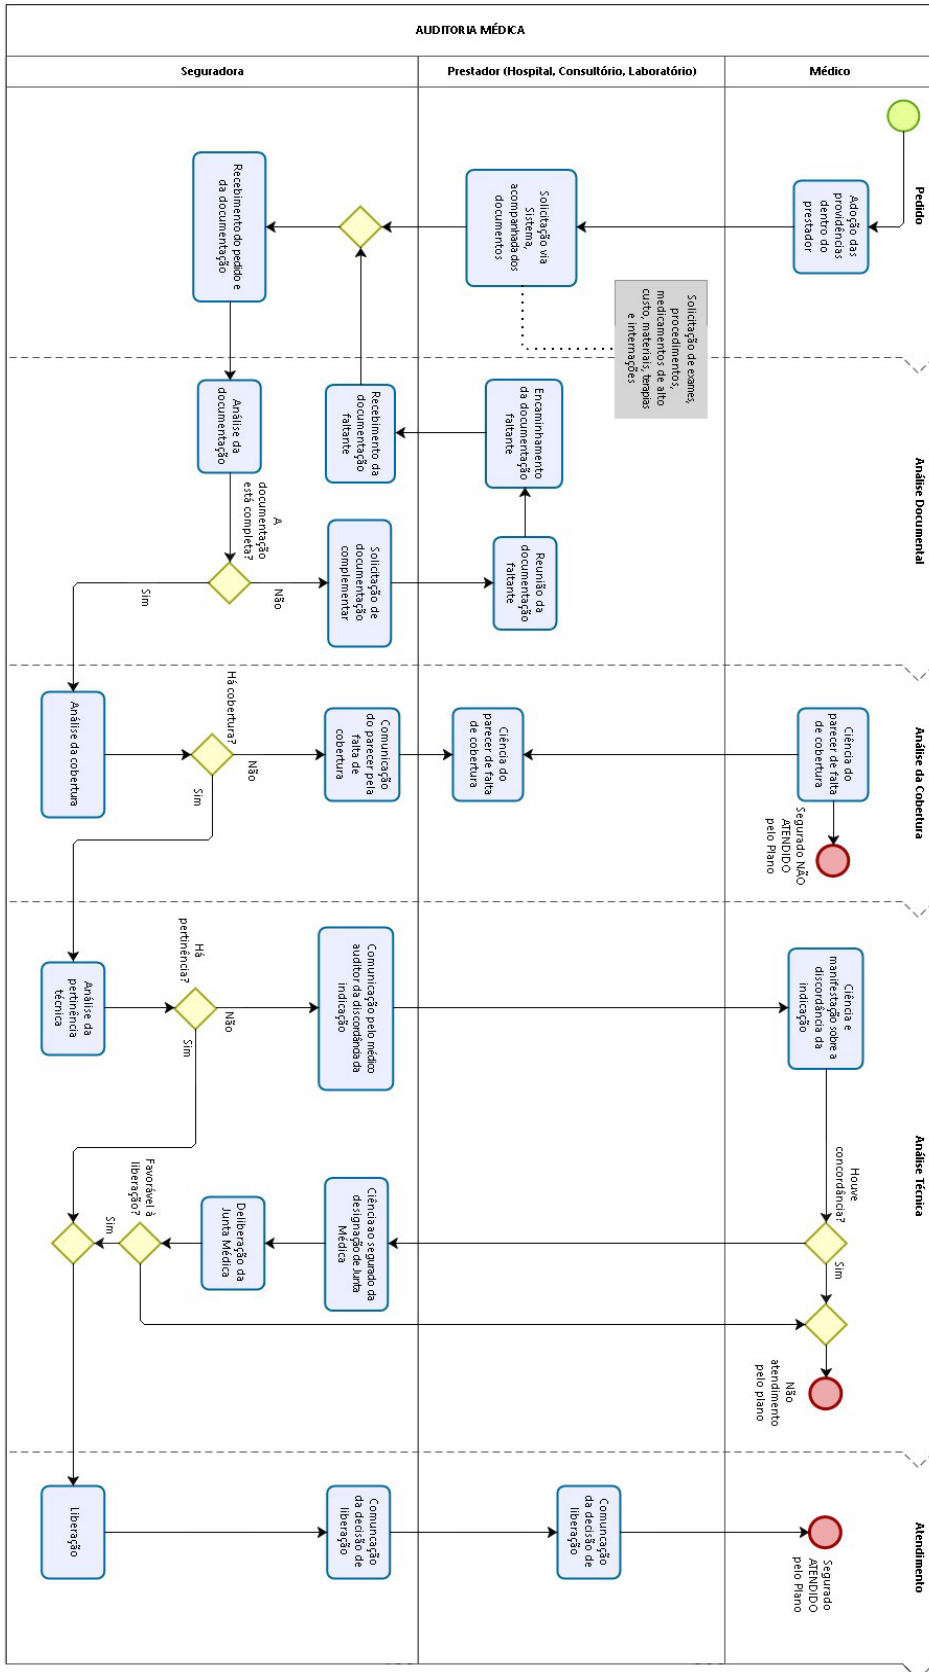 AUDITORIA MÉDICA
Seguradora
Prestador (Hospital, Consultório, Laboratório)
Médico
Pedido
Adoção das
providências
dentro do
prestador
Solicitação via
Sistema,
acompanhada dos
documentos
Solicitação de exames,
procedimentos,
medicamentos de alto
custo, materiais, terapias
e internações
Recebimento do pedido e
da documentação
Análise Documental
Análise da
documentação
A
documentação
está completa?
Sim
Não
Solicitação de
documentação
complementar
Reunião da
documentação
faltante
Encaminhamento
da documentação
faltante
Recebimento da
documentação
faltante
Análise da Cobertura
Análise da cobertura
Há cobertura?
Não
Sim
Comunicação
do parecer pela
falta de
cobertura
Ciência do
parecer de falta
de cobertura
Ciência do
parecer de falta
de cobertura
Segurado NÃO
ATENDIDO
pelo Plano
Análise Técnica
Análise da
pertinência
técnica
Há
pertinência?
Não
Sim
Comunicação pelo médico
auditor da discordância da
indicação
Ciência e
manifestação sobre a
discordância da
indicação
Houve
concordância?
Sim
Ciência ao segurado da
designação de Junta
Médica
Deliberação da
Junta Médica
Favorável à
liberação?
Sim
Não
atendimento
pelo plano
Atendimento
Liberação
Comuncação
da decisão de
liberação
Comuncação
da decisão de
liberação
Segurado
ATENDIDO
pelo Plano